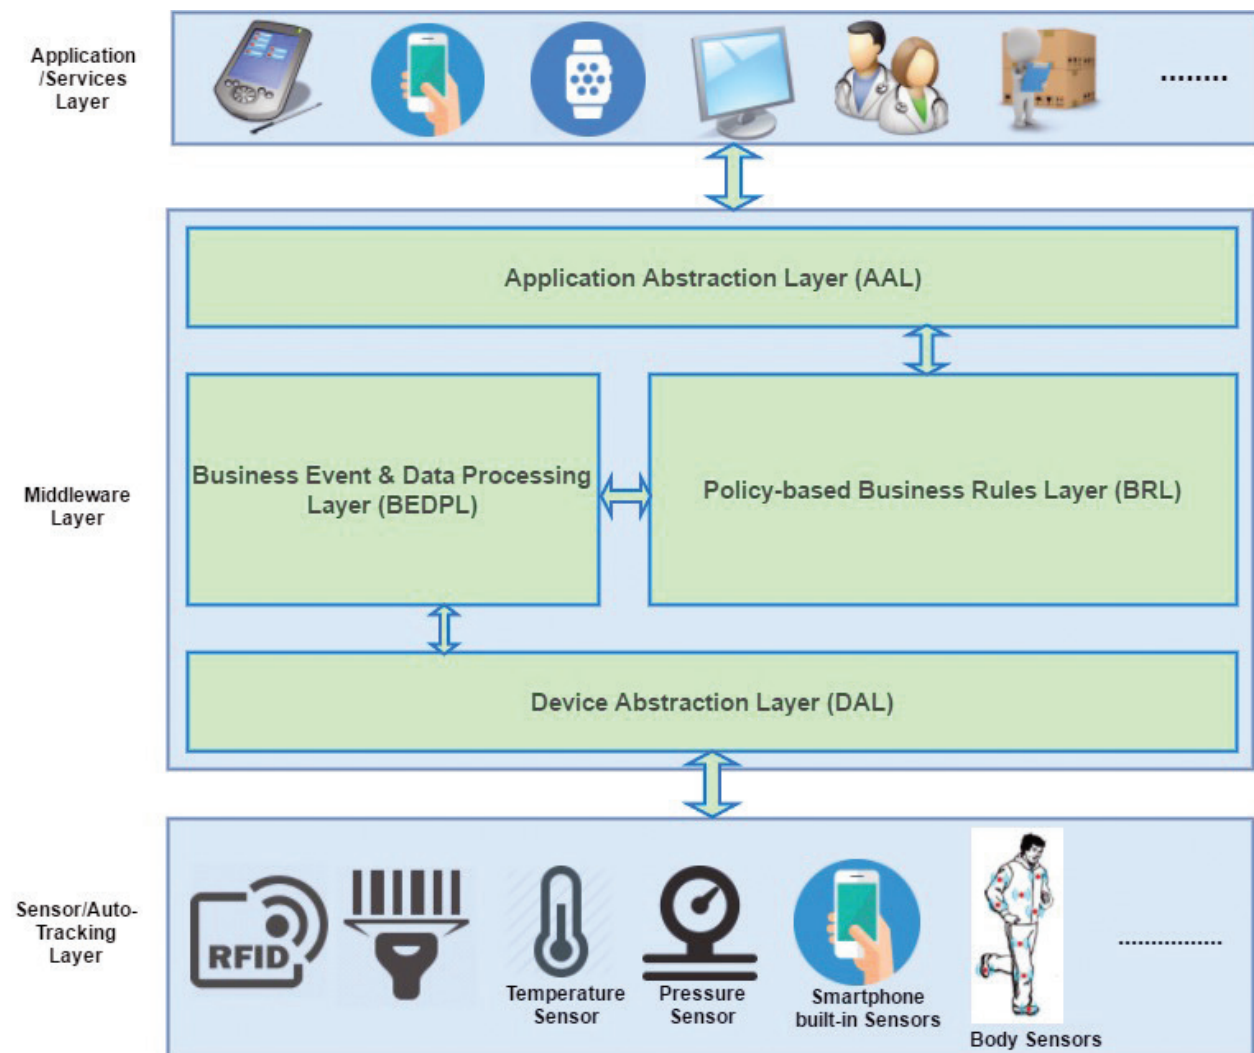 Application
/Services
Layer
........
Application Abstraction Layer (AAL)
Business Event & Data Processing
Layer (BEDPL)
Policy-based Business Rules Layer (BRL)
Middleware
Layer
Device Abstraction Layer (DAL)
Sensor/Auto-
Tracking
Layer
RFID
Temperature
Sensor
Pressure
Sensor
Smartphone
built-in Sensors
Body Sensors
................